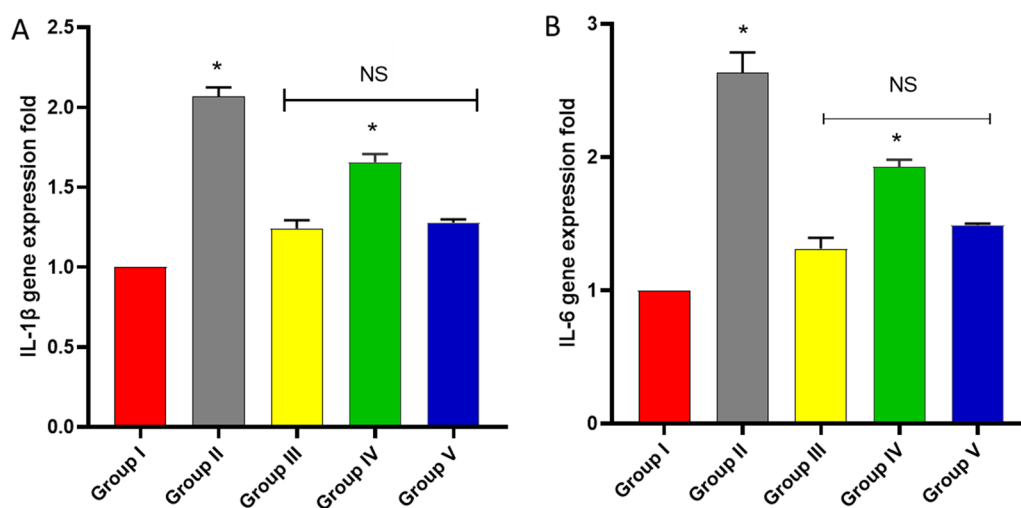 A
IL-1β gene expression fold
2.5
2.0
1.5
1.0
0.5
0.0
*
NS
*
Group I
Group II
Group III
Group IV
Group V
B
IL-6 gene expression fold
3
2
1
0
*
NS
*
Group I
Group II
Group III
Group IV
Group V